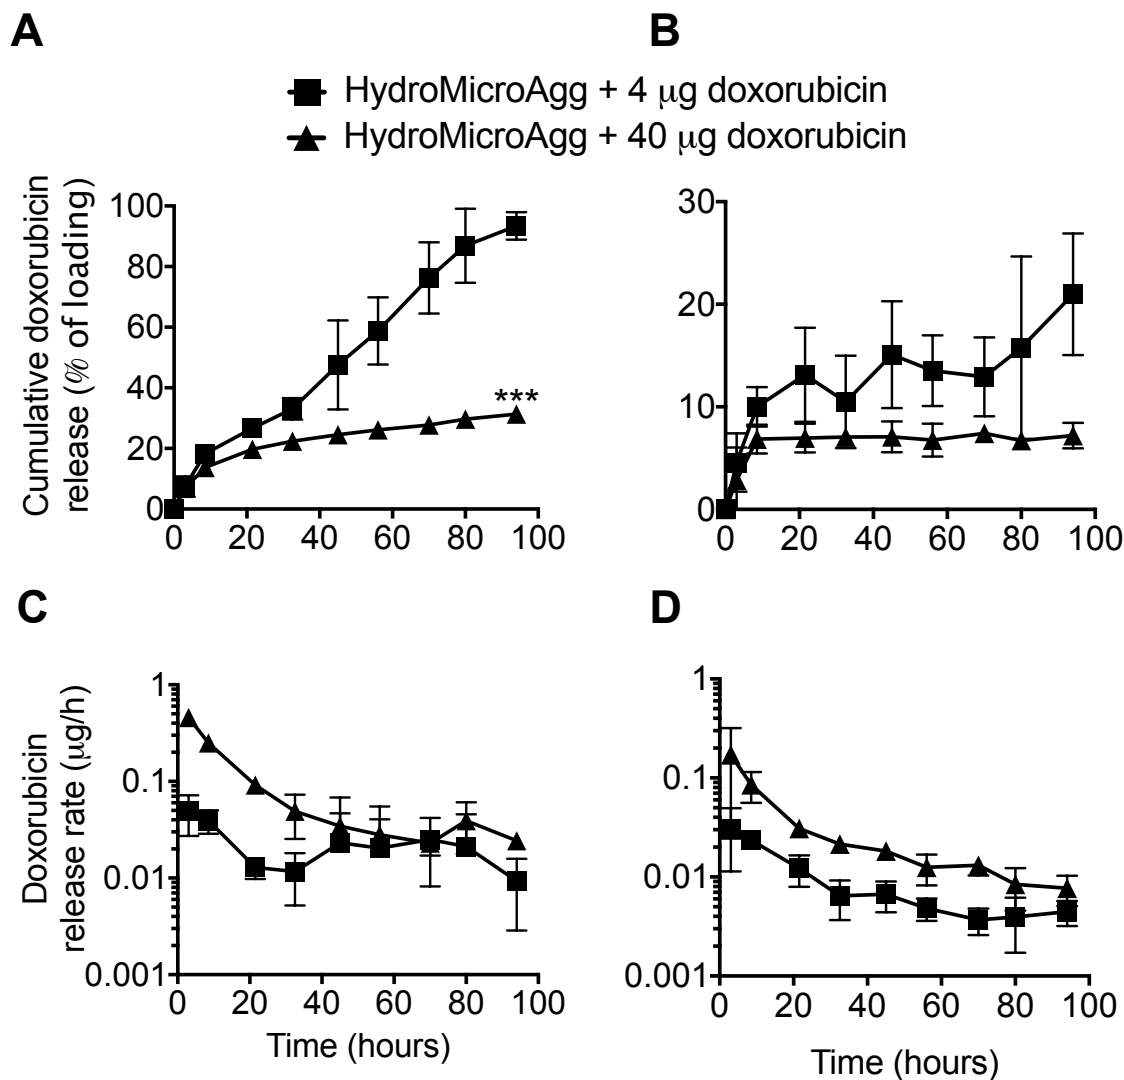 A
B
HydroMicroAgg + 4 μg doxorubicin
HydroMicroAgg + 40 μg doxorubicin
Cumulative doxorubicin
release (% of loading)
100
80
60
40
20
0
***
0 20 40 60 80 100
30
20
10
0
0 20 40 60 80 100
C
D
Doxorubicin
release rate (μg/h)
1
0.1
0.01
0.001
0 20 40 60 80 100
Time (hours)
1
0.1
0.01
0.001
0 20 40 60 80 100
Time (hours)